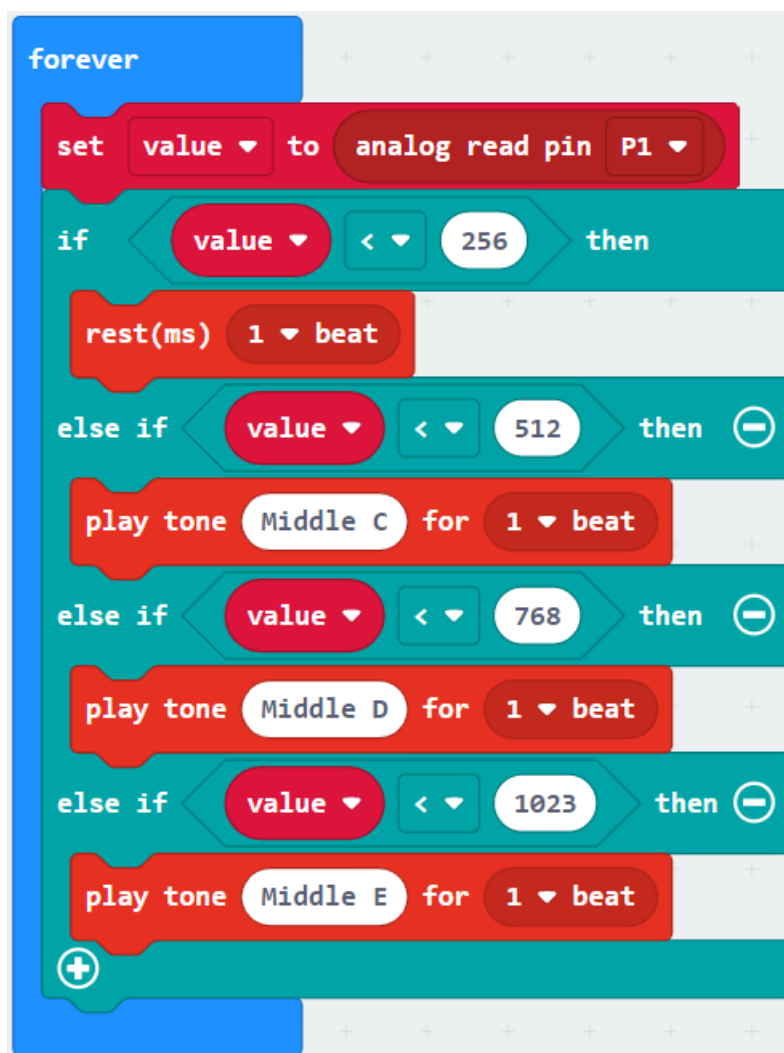 forever
set value to analog read pin P1
if value < 256 then
rest(ms) 1 beat
else if value < 512 then
play tone Middle C for 1 beat
else if value < 768 then
play tone Middle D for 1 beat
else if value < 1023 then
play tone Middle E for 1 beat